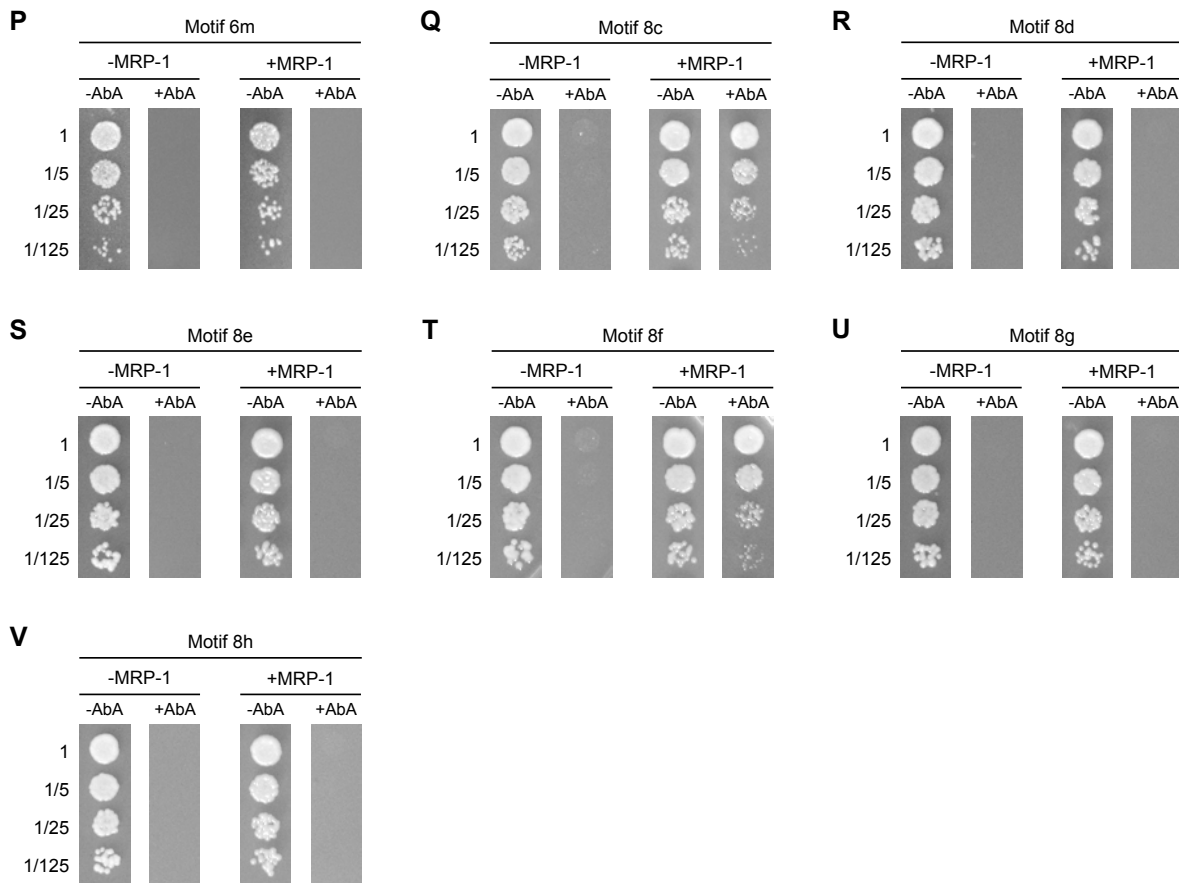 P Q R
Motif 6m Motif 8c Motif 8d
-MRP-1 +MRP-1 -MRP-1 +MRP-1 -MRP-1 +MRP-1
-AbA +AbA -AbA +AbA -AbA +AbA -AbA +AbA -AbA +AbA -AbA +AbA
1 1 1
1/5 1/5 1/5
1/25 1/25 1/25
1/125 1/125 1/125
S T U
Motif 8e Motif 8f Motif 8g
-MRP-1 +MRP-1 -MRP-1 +MRP-1 -MRP-1 +MRP-1
-AbA +AbA -AbA +AbA -AbA +AbA -AbA +AbA -AbA +AbA -AbA +AbA
1 1 1
1/5 1/5 1/5
1/25 1/25 1/25
1/125 1/125 1/125
V
Motif 8h
-MRP-1 +MRP-1
-AbA +AbA -AbA +AbA
1
1/5
1/25
1/125